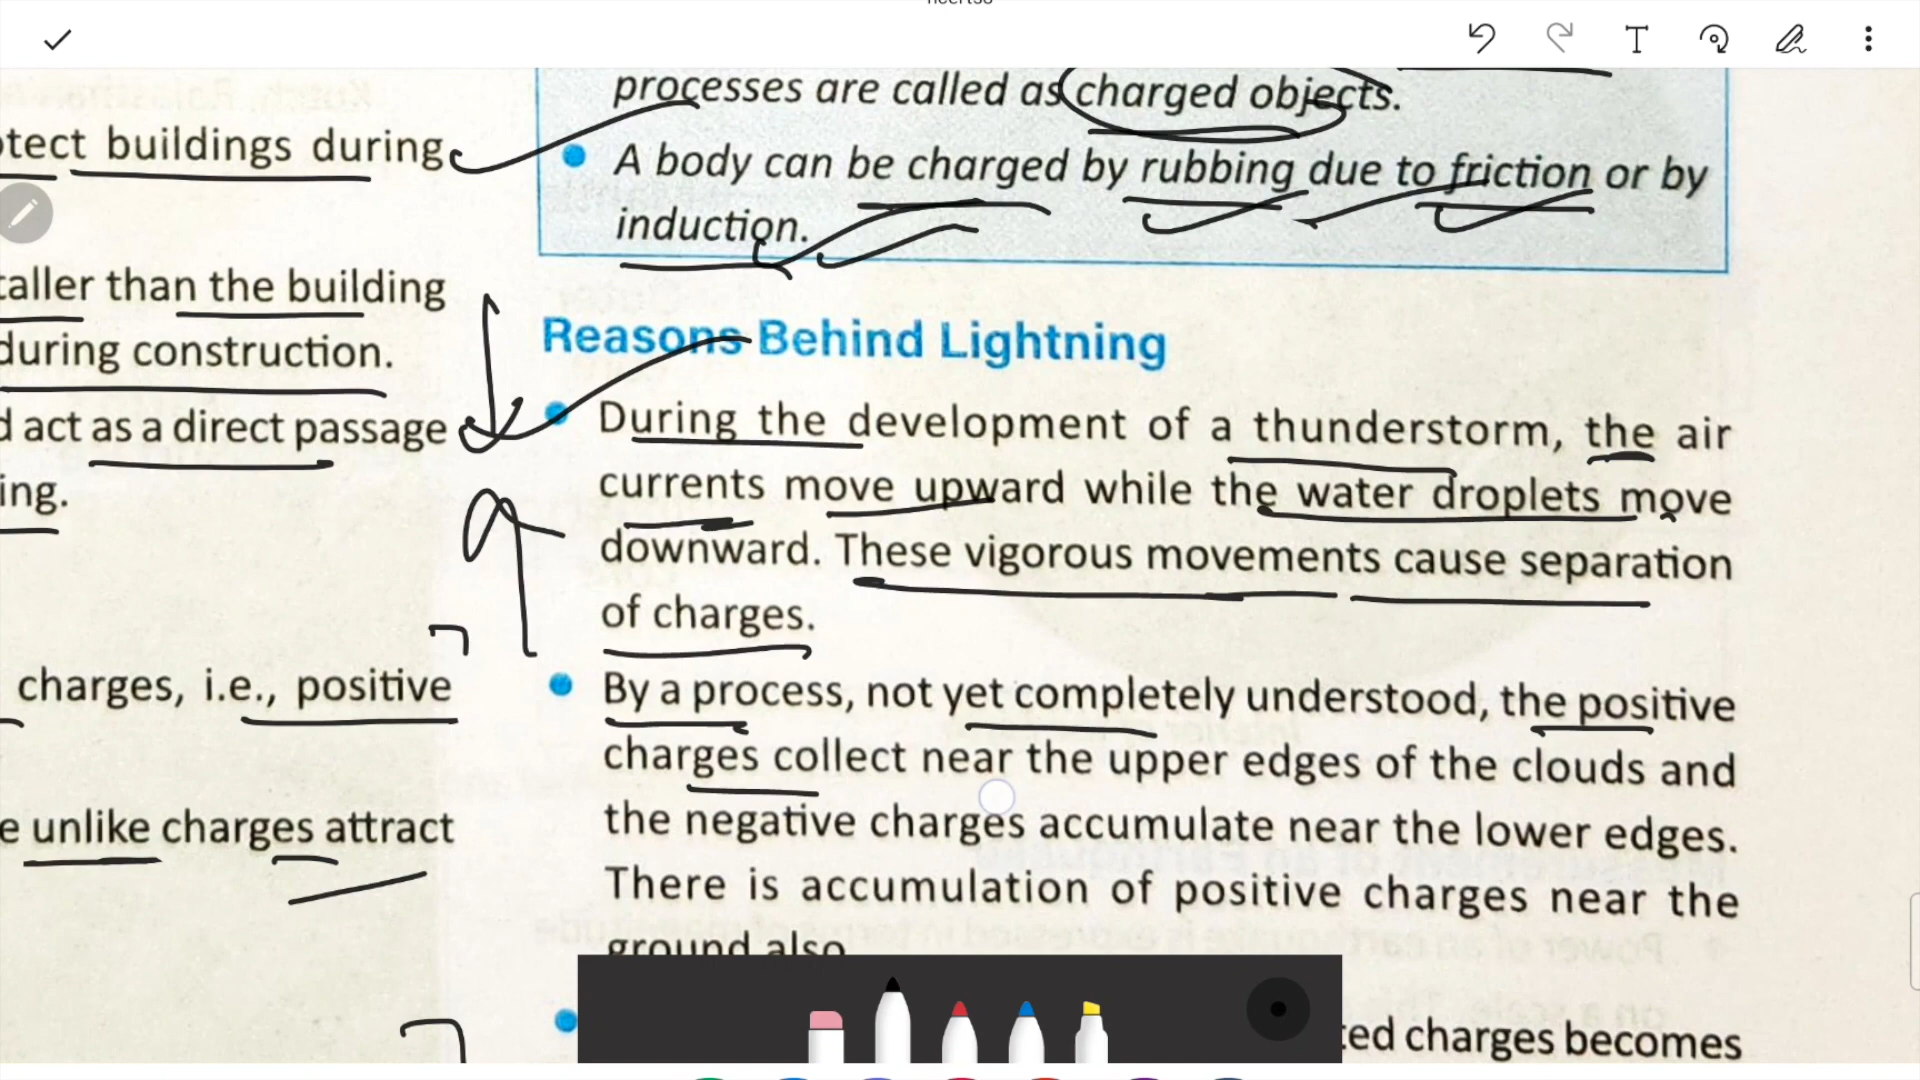 tect buildings during
taller than the building
during construction.
d act as a direct passage
ing.
charges, i.e., positive
e unlike charges attract
processes are called as charged objects.
A body can be charged by rubbing due to friction or by
induction.
Reasons Behind Lightning
During the development of a thunderstorm, the air
currents move upward while the water droplets move
downward. These vigorous movements cause separation
of charges.
By a process, not yet completely understood, the positive
charges collect near the upper edges of the clouds and
the negative charges accumulate near the lower edges.
There is accumulation of positive charges near the
ground also
ted charges becomes